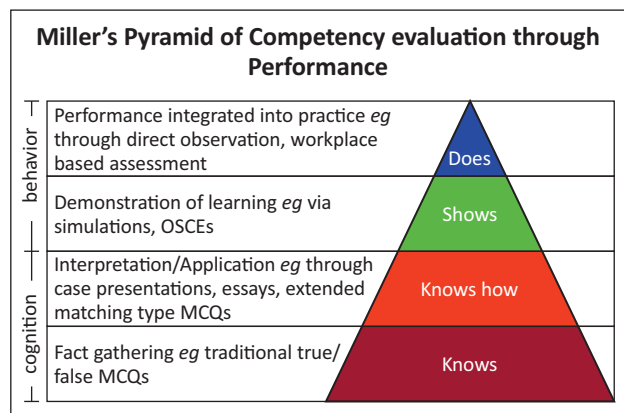 Miller’s Pyramid of Competency evaluation through
Performance
behavior
Performance integrated into practice eg
through direct observation, workplace
based assessment
Does
Demonstration of learning eg via
simulations, OSCEs
Shows
cognition
Interpretation/Application eg through
case presentations, essays, extended
matching type MCQs
Knows how
Fact gathering eg traditional true/
false MCQs
Knows